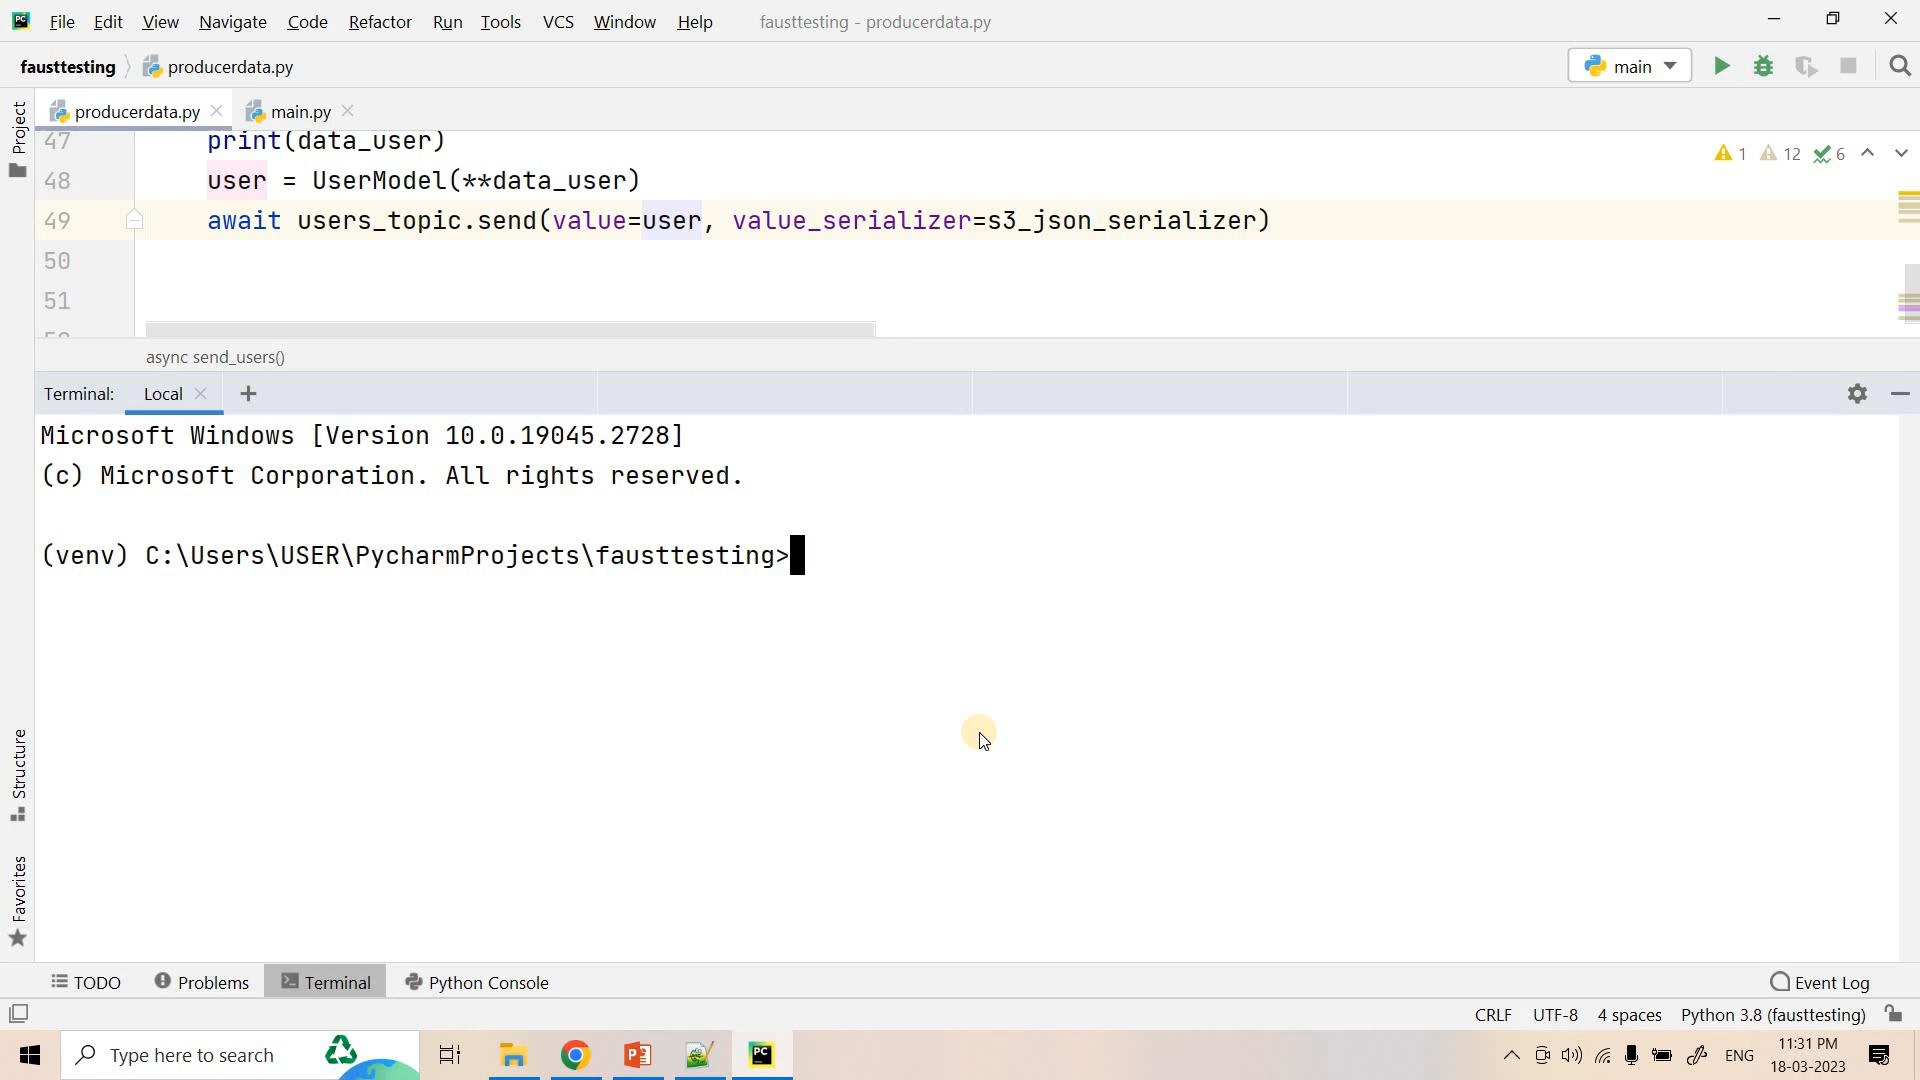 File Edit View Navigate Code Refactor Run Tools VCS Window Help fausttesting - producerdata.py
fausttesting producerdata.py main
producerdata.py main.py
Project
47 print(data_user)
1 12 6
48 user = UserModel(**data_user)
49 await users_topic.send(value=user, value_serializer=s3_json_serializer)
50
51
async send_users()
Terminal: Local
Microsoft Windows [Version 10.0.19045.2728]
(c) Microsoft Corporation. All rights reserved.
(venv) C:\Users\USER\PycharmProjects\fausttesting>
Structure
Favorites
TODO Problems Terminal Python Console Event Log
CRLF UTF-8 4 spaces Python 3.8 (fausttesting)
Type here to search
ENG
11:31 PM
18-03-2023